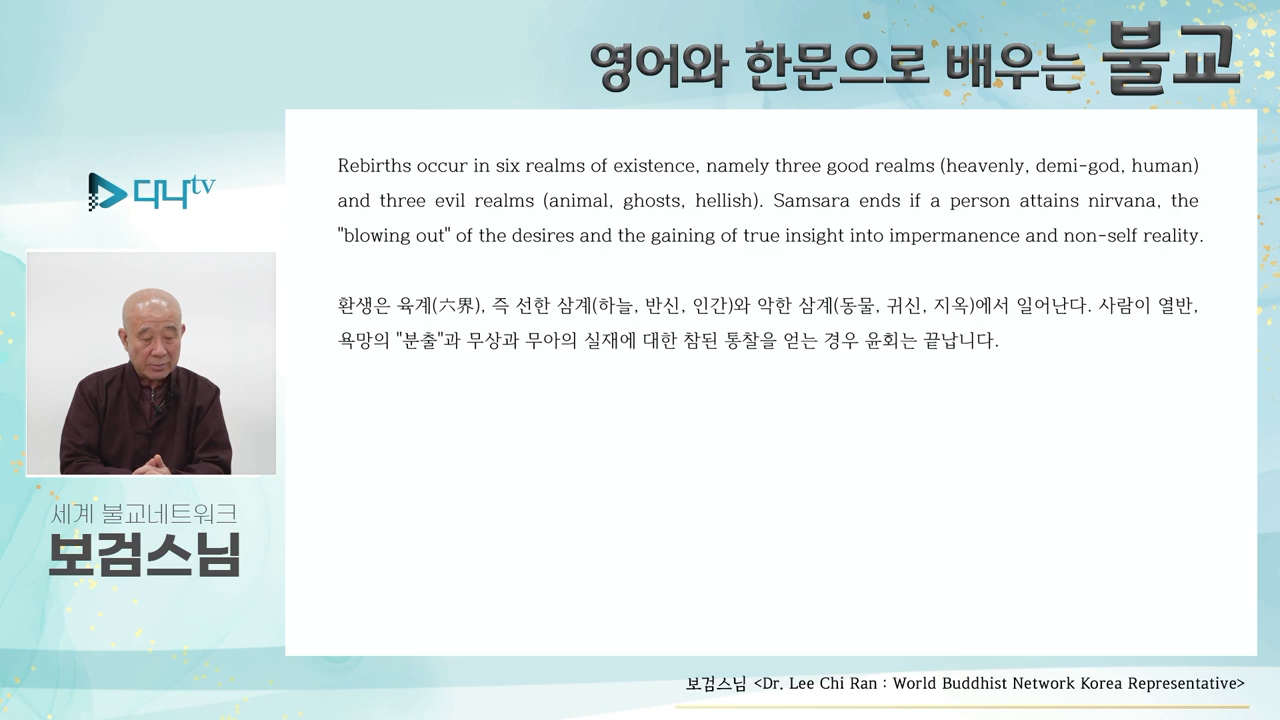 영어와 한문으로 배우는 불교
디나tv
Rebirths occur in six realms of existence, namely three good realms (heavenly, demi-god, human)
and three evil realms (animal, ghosts, hellish). Samsara ends if a person attains nirvana, the
"blowing out" of the desires and the gaining of true insight into impermanence and non-self reality.
환생은 육계(六界), 즉 선한 삼계(하늘, 반신, 인간)와 악한 삼계(동물, 귀신, 지옥)에서 일어난다. 사람이 열반,
욕망의 "분출"과 무상과 무아의 실재에 대한 참된 통찰을 얻는 경우 윤회는 끝납니다.
세계 불교네트워크
보검스님
보검스님 <Dr. Lee Chi Ran : World Buddhist Network Korea Representative>